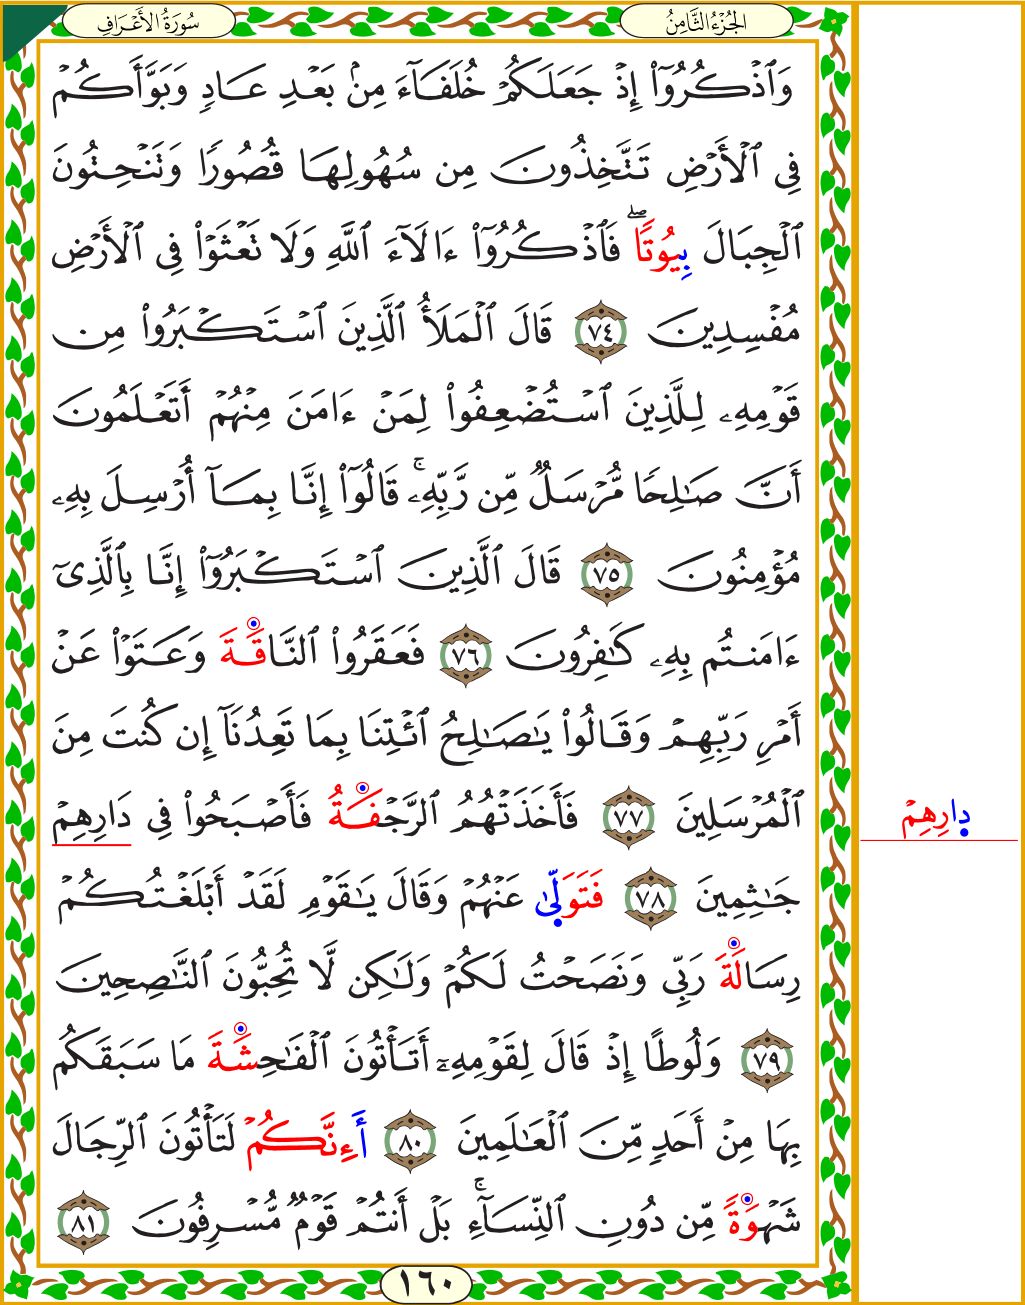 سُورَةُ الأَعْرَافِ
الجُزْءُ الثَّامِنُ
وَٱذْكُرُوٓا۟ إِذْ جَعَلَكُمْ خُلَفَآءَ مِنۢ بَعْدِ عَادٍ وَبَوَّأَكُمْ
فِي ٱلْأَرْضِ تَتَّخِذُونَ مِن سُهُولِهَا قُصُورًا وَتَنْحِتُونَ
ٱلْجِبَالَ بِيُوتًا ۖ فَٱذْكُرُوٓا۟ ءَالَآءَ ٱللَّهِ وَلَا تَعْثَوْا۟ فِي ٱلْأَرْضِ
مُفْسِدِينَ ٧٤ قَالَ ٱلْمَلَأُ ٱلَّذِينَ ٱسْتَكْبَرُوا۟ مِن
قَوْمِهِۦ لِلَّذِينَ ٱسْتُضْعِفُوا۟ لِمَنْ ءَامَنَ مِنْهُمْ أَتَعْلَمُونَ
أَنَّ صَٰلِحًا مُّرْسَلٌ مِّن رَّبِّهِۦ ۚ قَالُوٓا۟ إِنَّا بِمَآ أُرْسِلَ بِهِۦ
مُؤْمِنُونَ ٧٥ قَالَ ٱلَّذِينَ ٱسْتَكْبَرُوٓا۟ إِنَّا بِٱلَّذِىٓ
ءَامَنتُم بِهِۦ كَٰفِرُونَ ٧٦ فَعَقَرُوا۟ ٱلنَّاقَةَ وَعَتَوْا۟ عَنْ
أَمْرِ رَبِّهِمْ وَقَالُوا۟ يَٰصَٰلِحُ ٱئْتِنَا بِمَا تَعِدُنَآ إِن كُنتَ مِنَ
ٱلْمُرْسَلِينَ ٧٧ فَأَخَذَتْهُمُ ٱلرَّجْفَةُ فَأَصْبَحُوا۟ فِي دَارِهِمْ
دِارِهِمْ
جَٰثِمِينَ ٧٨ فَتَوَلَّىٰ عَنْهُمْ وَقَالَ يَٰقَوْمِ لَقَدْ أَبْلَغْتُكُمْ
رِسَالَةَ رَبِّي وَنَصَحْتُ لَكُمْ وَلَٰكِن لَّا تُحِبُّونَ ٱلنَّٰصِحِينَ
٧٩ وَلُوطًا إِذْ قَالَ لِقَوْمِهِۦٓ أَتَأْتُونَ ٱلْفَٰحِشَةَ مَا سَبَقَكُم
بِهَا مِنْ أَحَدٍ مِّنَ ٱلْعَٰلَمِينَ ٨٠ أَءِنَّكُمْ لَتَأْتُونَ ٱلرِّجَالَ
شَهْوَةً مِّن دُونِ ٱلنِّسَآءِ ۚ بَلْ أَنتُمْ قَوْمٌ مُّسْرِفُونَ ٨١
١٦٠